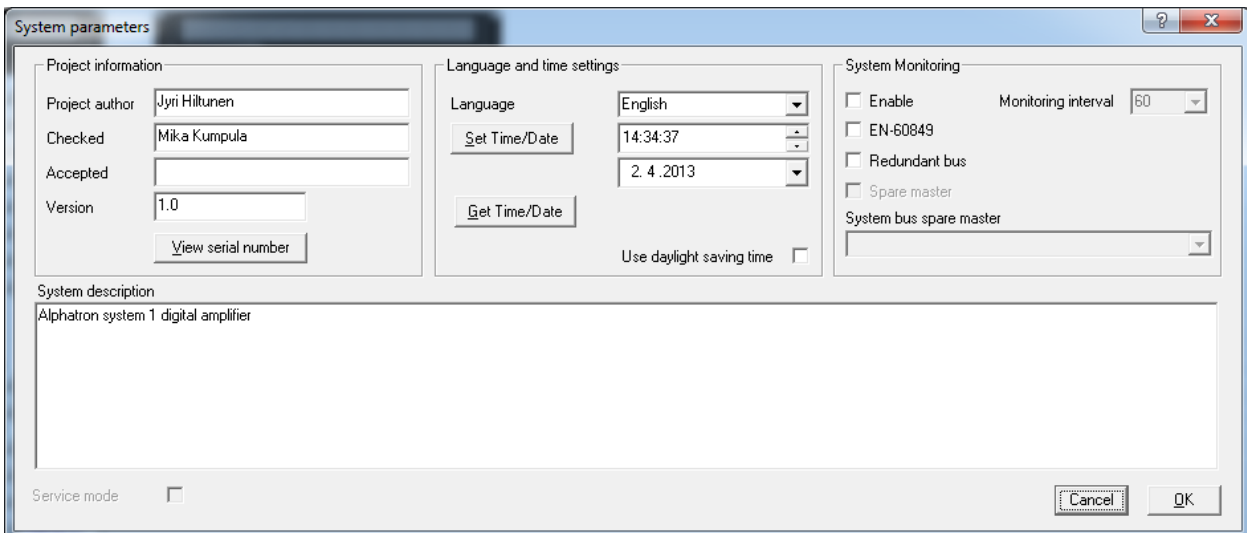 System parameters
Project information
Project author Jyri Hiltunen
Checked Mika Kumpula
Accepted
Version 1.0
View serial number
Language and time settings
Language English
Set Time/Date 14:34:37
2. 4 .2013
Get Time/Date
Use daylight saving time
System Monitoring
Enable Monitoring interval 60
EN-60849
Redundant bus
Spare master
System bus spare master
System description
Alphatron system 1 digital amplifier
Service mode
Cancel OK